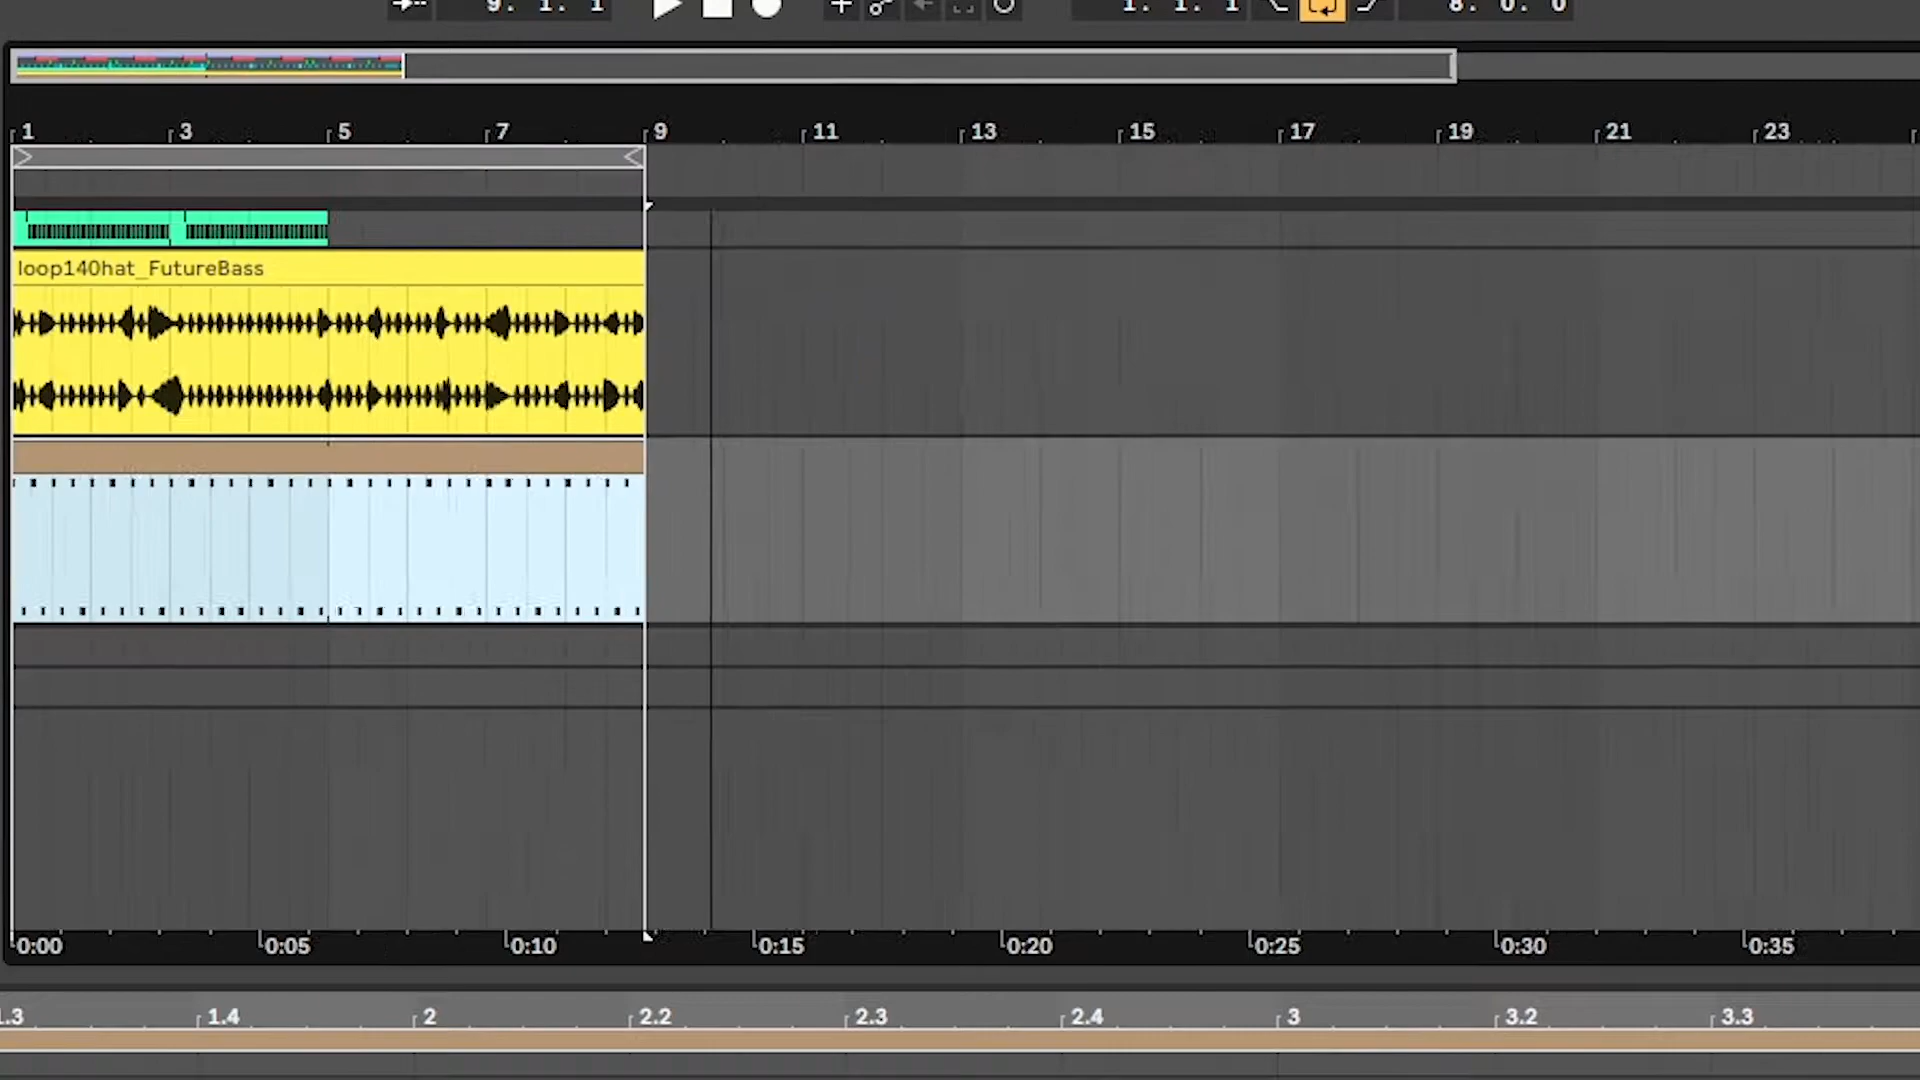 9. 1. 1 1. 1. 1 8. 0. 0
1 3 5 7 9 11 13 15 17 19 21 23
loop140hat_FutureBass
0:00 0:05 0:10 0:15 0:20 0:25 0:30 0:35
1.3 1.4 2 2.2 2.3 2.4 3 3.2 3.3